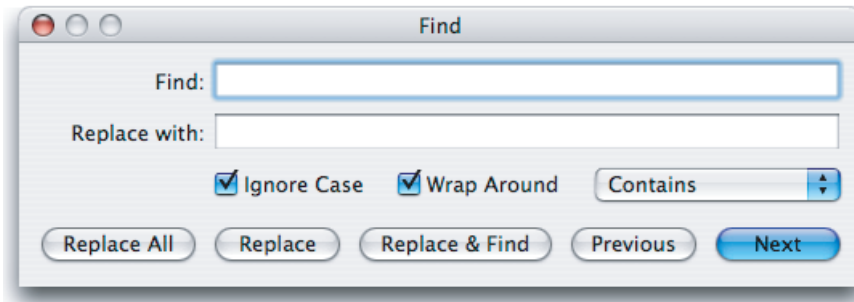 Find
Find:
Replace with:
Ignore Case Wrap Around Contains
Replace All Replace Replace & Find Previous Next